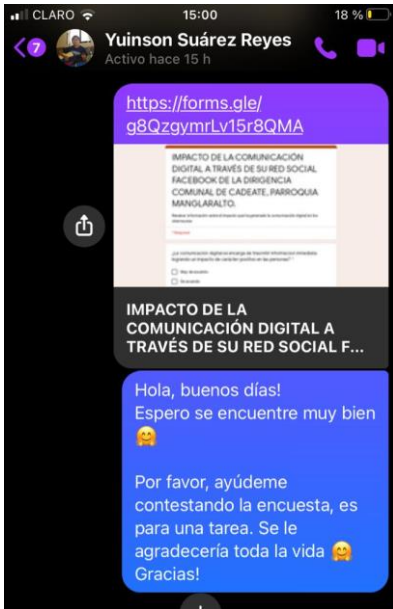 CLARO 15:00 18 %
7 Yuinson Suárez Reyes
Activo hace 15 h
https://forms.gle/
g8QzgymrLv15r8QMA
IMPACTO DE LA COMUNICACIÓN
DIGITAL A TRAVÉS DE SU RED SOCIAL
FACEBOOK DE LA DIRIGENCIA
COMUNAL DE CADEATE, PARROQUIA
MANGLARALTO.
IMPACTO DE LA
COMUNICACIÓN DIGITAL A
TRAVÉS DE SU RED SOCIAL F...
Hola, buenos días!
Espero se encuentre muy bien
🤗
Por favor, ayúdeme
contestando la encuesta, es
para una tarea. Se le
agradecería toda la vida 🤗
Gracias!